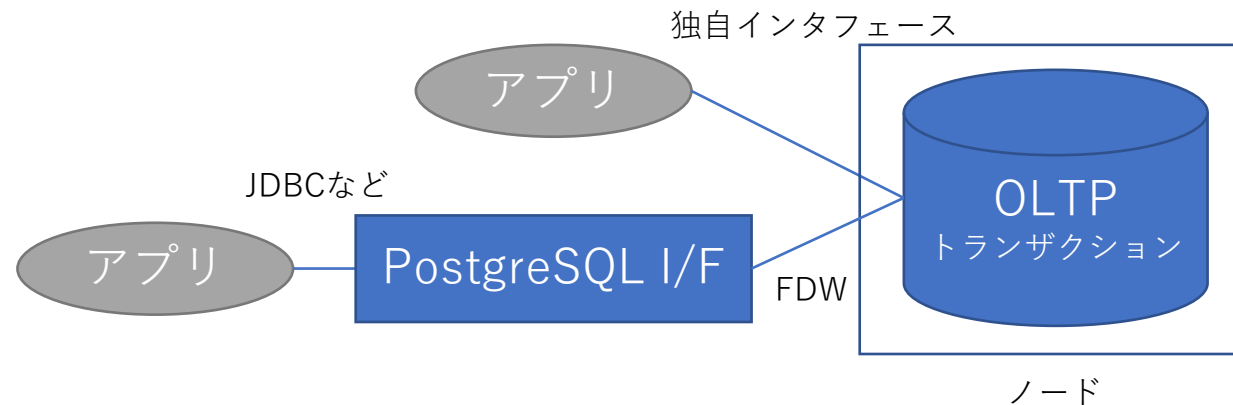 独自インタフェース
アプリ
JDBCなど
OLTP
トランザクション
アプリ
PostgreSQL I/F
FDW
ノード